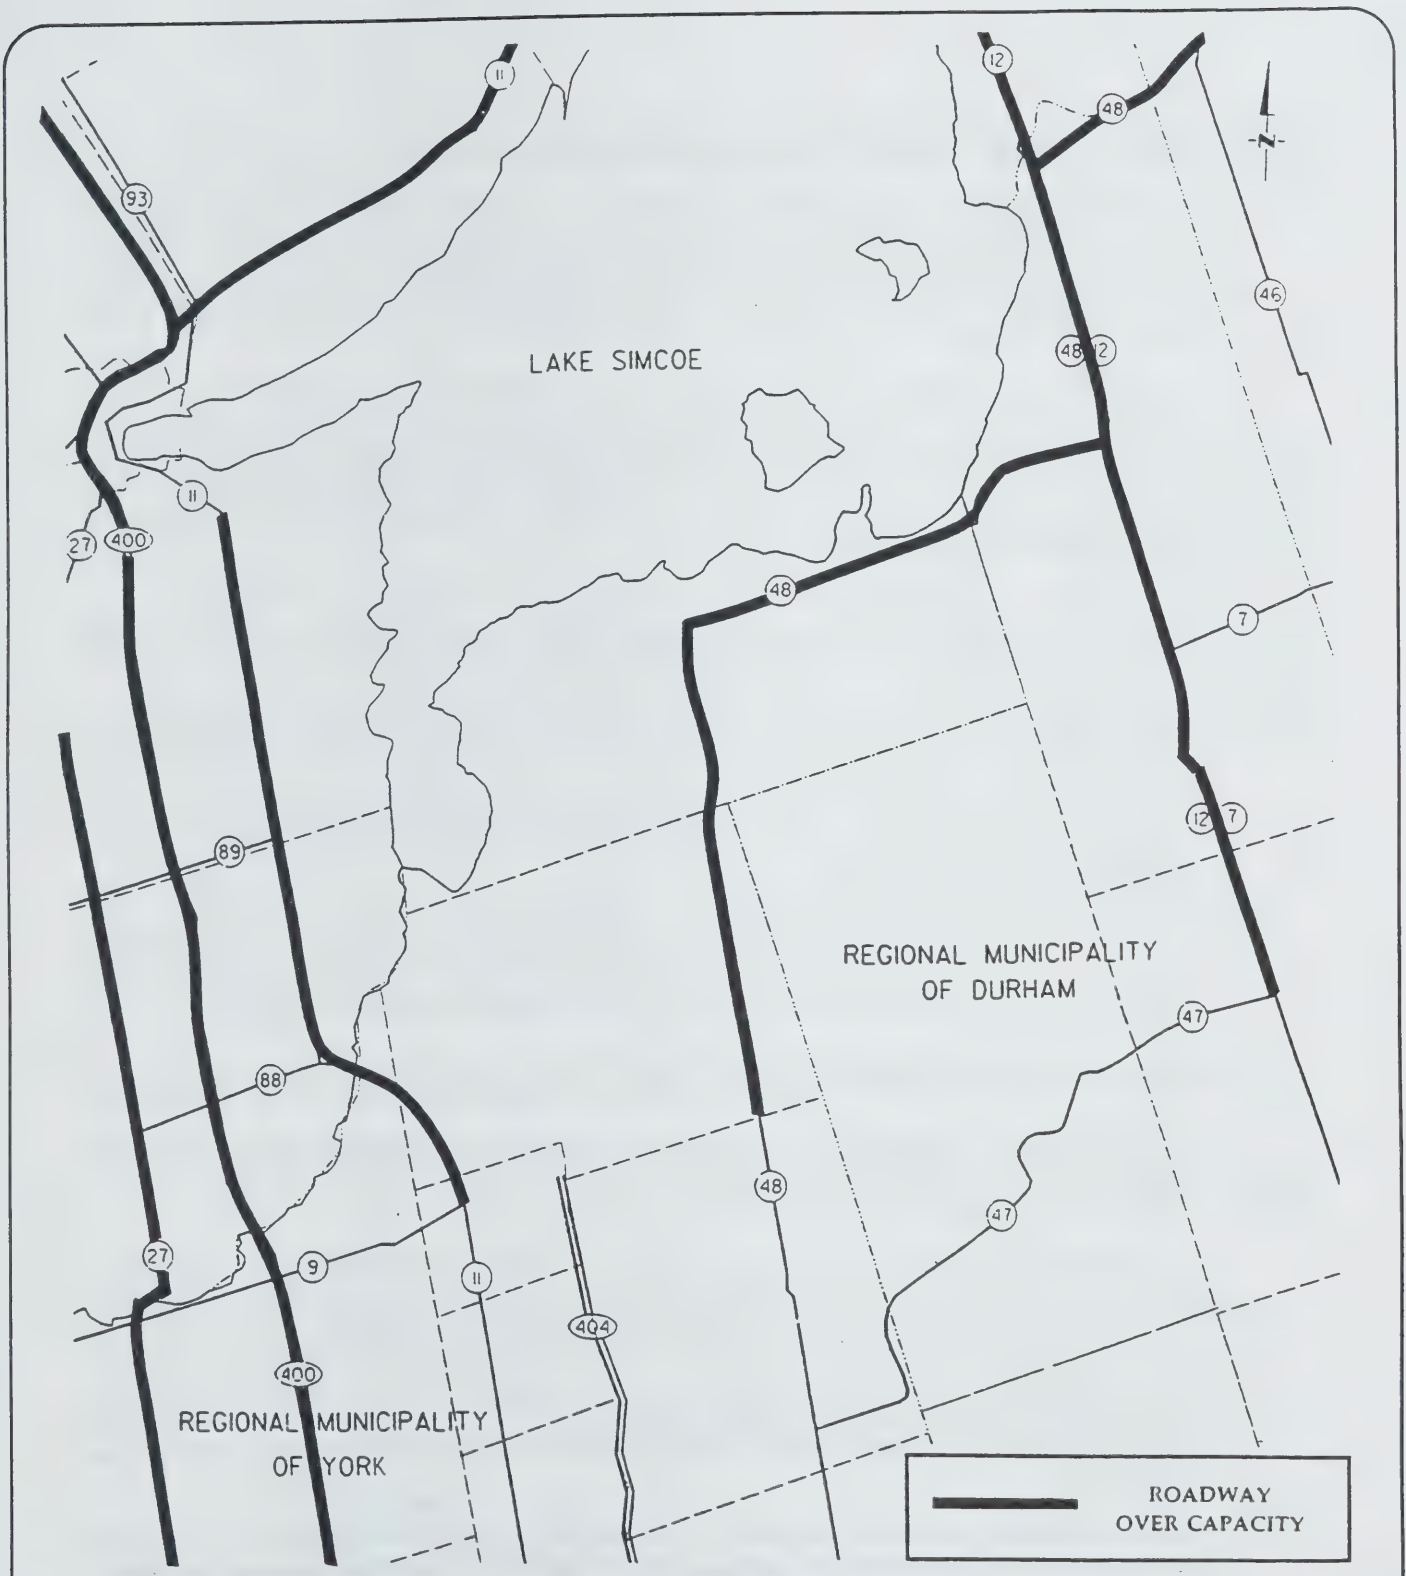 11
12
48
N
93
46
LAKE SIMCOE
48 12
11
27
400
48
7
12 7
89
REGIONAL MUNICIPALITY
OF DURHAM
47
88
48
47
27
9
11
404
400
REGIONAL MUNICIPALITY
OF YORK
ROADWAY
OVER CAPACITY